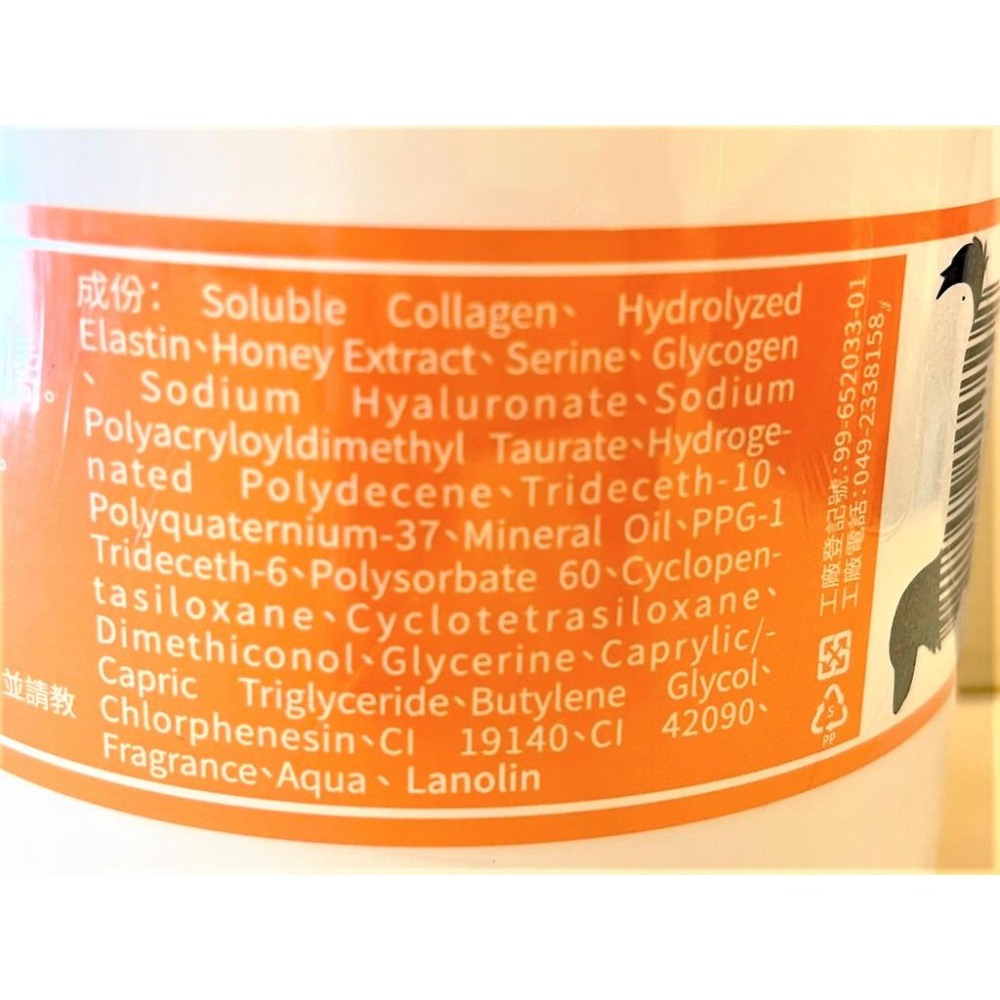 成份： Soluble Collagen、 Hydrolyzed
Elastin、Honey Extract、Serine、Glycogen
、 Sodium Hyaluronate、Sodium
Polyacryloyldimethyl Taurate、Hydroge-
nated Polydecene、Trideceth-10、
Polyquaternium-37、Mineral Oil、PPG-1
Trideceth-6、Polysorbate 60、Cyclopen-
tasiloxane、Cyclotetrasiloxane、
Dimethiconol、Glycerine、Caprylic/-
Capric Triglyceride、Butylene Glycol、
Chlorphenesin、CI 19140、CI 42090、
Fragrance、Aqua、Lanolin
並請教
工廠登記號:99-652033-01
工廠電話:049-2338158
5
PP